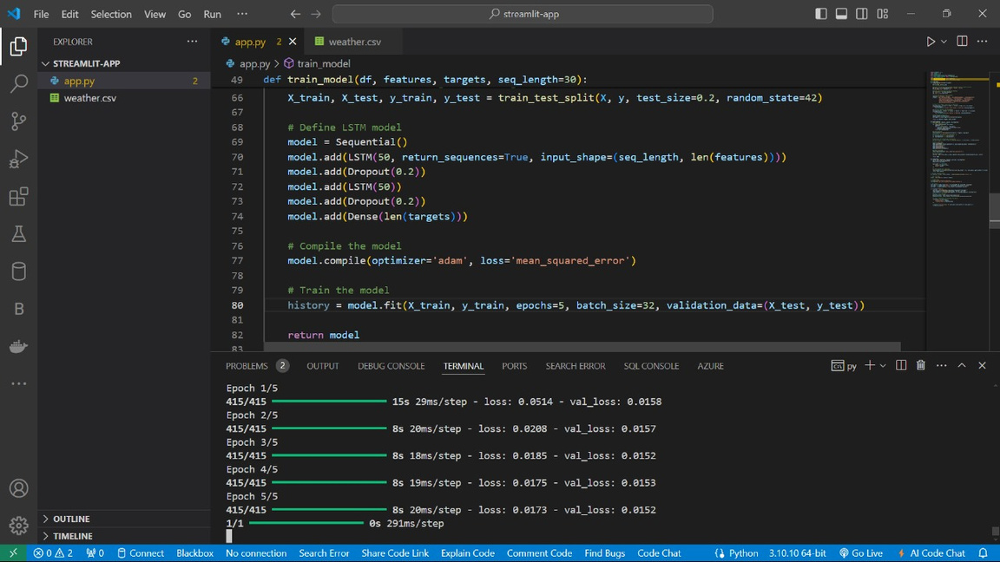 File Edit Selection View Go Run ···
streamlit-app
EXPLORER ···
STREAMLIT-APP
app.py 2
weather.csv
OUTLINE
TIMELINE
app.py 2
weather.csv
app.py > train_model
49 def train_model(df, features, targets, seq_length=30):
66 X_train, X_test, y_train, y_test = train_test_split(X, y, test_size=0.2, random_state=42)
67
68 # Define LSTM model
69 model = Sequential()
70 model.add(LSTM(50, return_sequences=True, input_shape=(seq_length, len(features))))
71 model.add(Dropout(0.2))
72 model.add(LSTM(50))
73 model.add(Dropout(0.2))
74 model.add(Dense(len(targets)))
75
76 # Compile the model
77 model.compile(optimizer='adam', loss='mean_squared_error')
78
79 # Train the model
80 history = model.fit(X_train, y_train, epochs=5, batch_size=32, validation_data=(X_test, y_test))
81
82 return model
83
PROBLEMS 2 OUTPUT DEBUG CONSOLE TERMINAL PORTS SEARCH ERROR SQL CONSOLE AZURE
py
Epoch 1/5
415/415 15s 29ms/step - loss: 0.0514 - val_loss: 0.0158
Epoch 2/5
415/415 8s 20ms/step - loss: 0.0208 - val_loss: 0.0157
Epoch 3/5
415/415 8s 18ms/step - loss: 0.0185 - val_loss: 0.0152
Epoch 4/5
415/415 8s 19ms/step - loss: 0.0175 - val_loss: 0.0153
Epoch 5/5
415/415 8s 20ms/step - loss: 0.0173 - val_loss: 0.0152
1/1 0s 291ms/step
0 2 0 Connect Blackbox No connection Search Error Share Code Link Explain Code Comment Code Find Bugs Code Chat Python 3.10.10 64-bit Go Live AI Code Chat